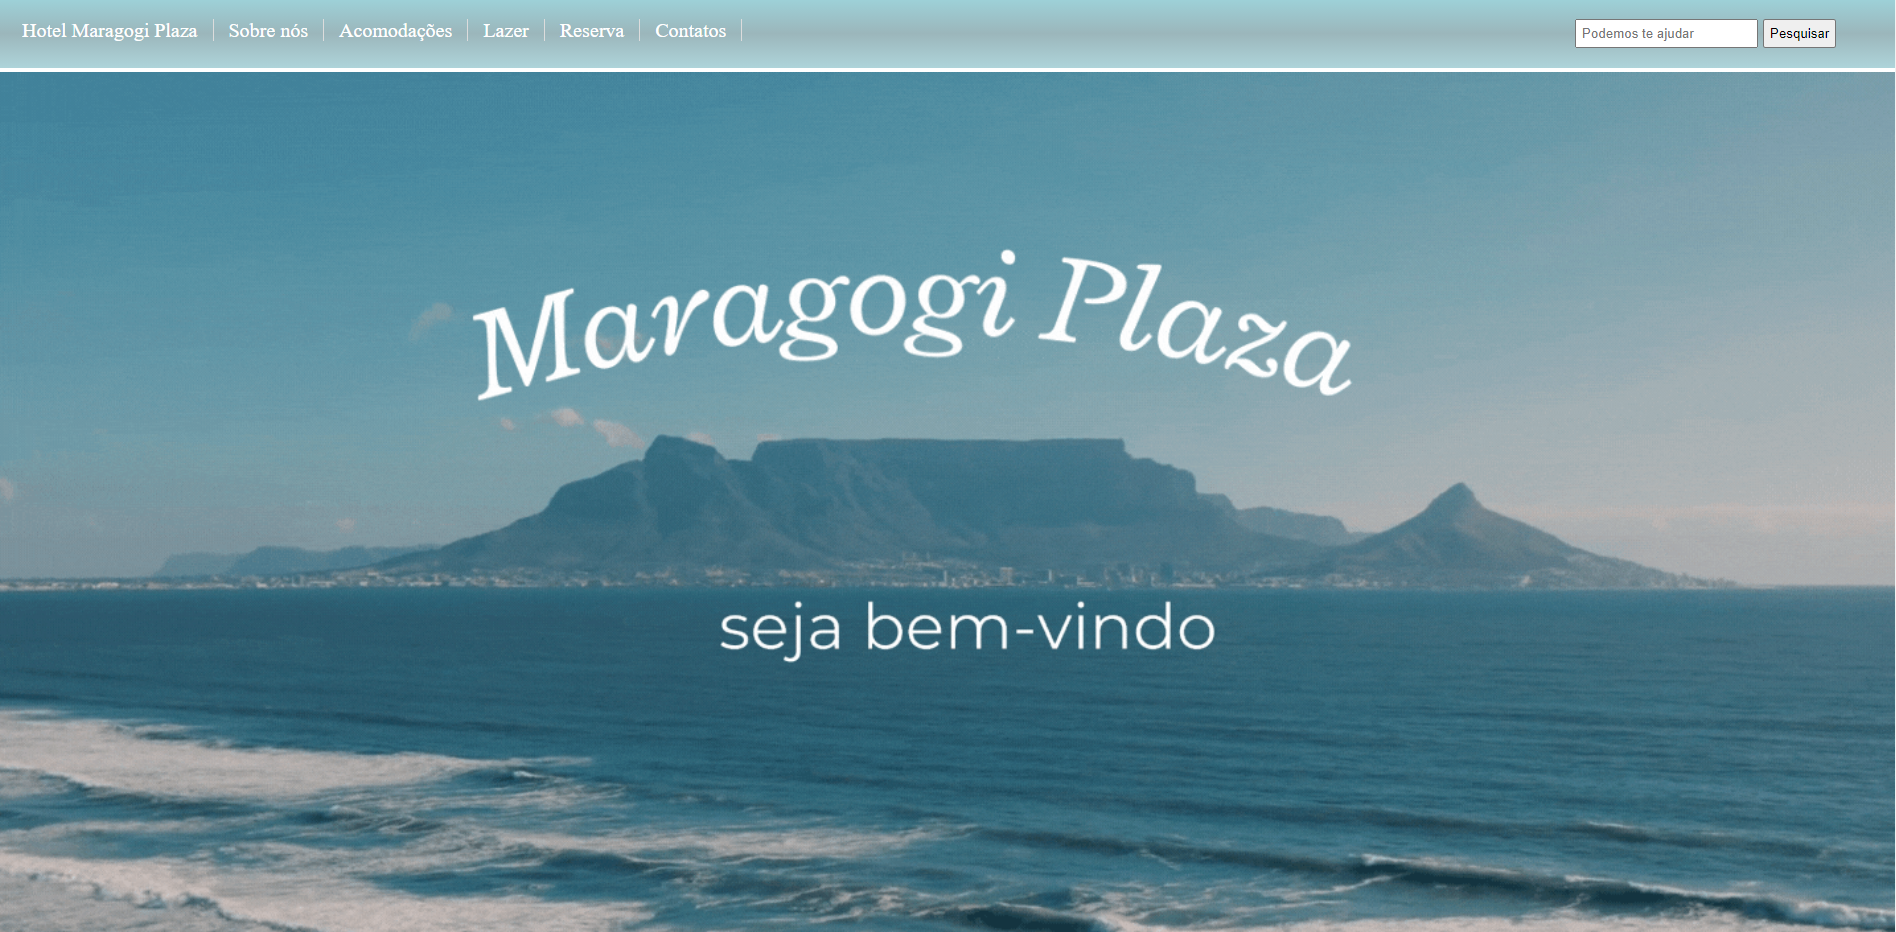 Hotel Maragogi Plaza Sobre nós Acomodações Lazer Reserva Contatos Podemos te ajudar Pesquisar
Maragogi Plaza
seja bem-vindo